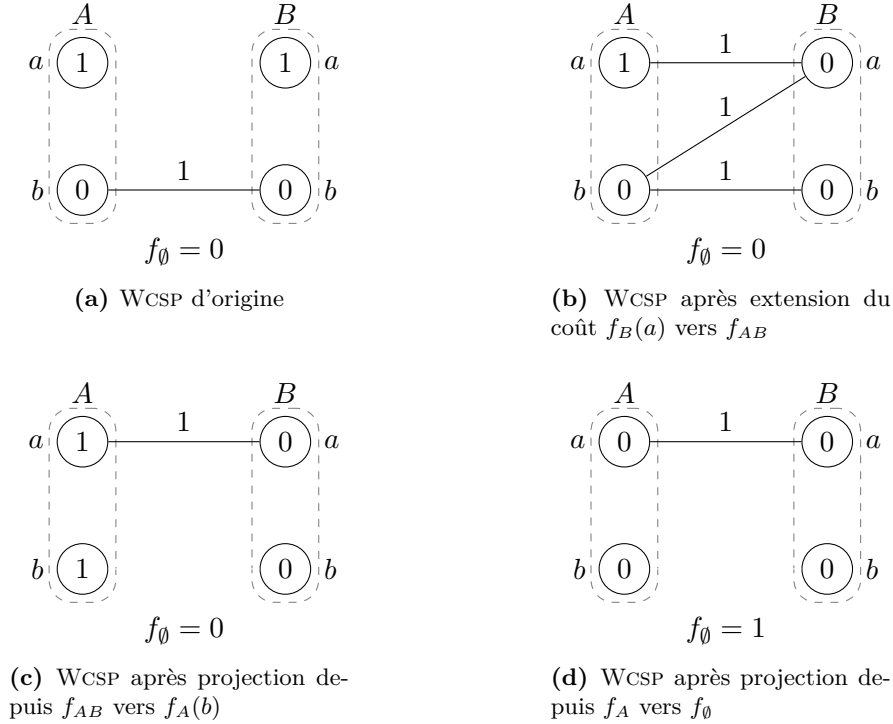 A B A B
a 1 1 a a 1 1 0 a
1
b 0 1 0 b b 0 1 0 b
f∅ = 0 f∅ = 0
(a) WCSP d'origine
(b) WCSP après extension du
coût fB(a) vers fAB
A B A B
a 1 1 0 a a 0 1 0 a
b 1 0 b b 0 0 b
f∅ = 0 f∅ = 1
(c) WCSP après projection de-
puis fAB vers fA(b)
(d) WCSP après projection de-
puis fA vers f∅